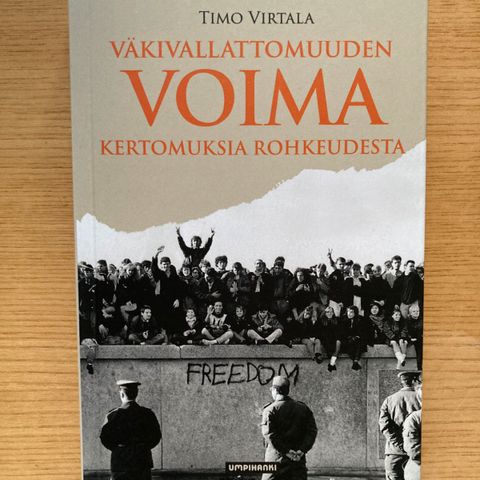 TIMO VIRTALA
VÄKIVALLATTOMUUDEN
VOIMA
KERTOMUKSIA ROHKEUDESTA
FREEDOM
UMPIHANKI